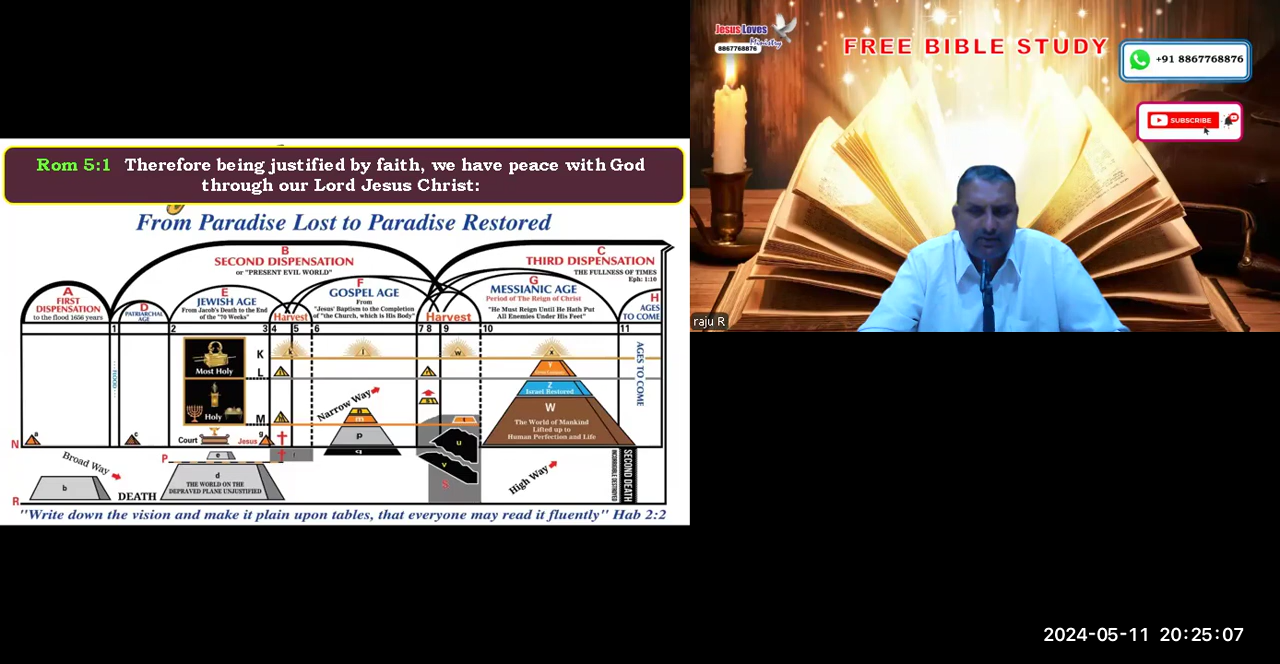 Rom 5:1 Therefore being justified by faith, we have peace with God
through our Lord Jesus Christ:
From Paradise Lost to Paradise Restored
A
FIRST
DISPENSATION
to the flood 1656 years
B
SECOND DISPENSATION
or "PRESENT EVIL WORLD"
C
THIRD DISPENSATION
THE FULLNESS OF TIMES
Eph: 1:10
D
PATRIARCHAL
AGE
E
JEWISH AGE
From Jacob's Death to the End
of the "70 Weeks"
Harvest
F
GOSPEL AGE
From
"Jesus' Baptism to the Completion
of "the Church, which is His Body"
Harvest
G
MESSIANIC AGE
Period of The Reign of Christ
"He Must Reign Until He Hath Put
All Enemies Under His Feet"
H
AGES
TO COME
1 2 3 4 5 6 7 8 9 10 11
FLOOD
Most Holy
Holy
Court
K
L
M
N
P
R
a
c
g
Jesus
b
Broad Way
DEATH
e
d
THE WORLD ON THE
DEPRAVED PLANE UNJUSTIFIED
Narrow Way
n
m
p
q
w
t
u
v
S
x
Y
Z
Israel Restored
W
The World of Mankind
Lifted up to
Human Perfection and Life
High Way
AGES TO COME
SECOND DEATH
"Write down the vision and make it plain upon tables, that everyone may read it fluently" Hab 2:2
Jesus Loves
Ministry
8867768876
FREE BIBLE STUDY
+91 8867768876
SUBSCRIBE
raju R
2024-05-11 20:25:07